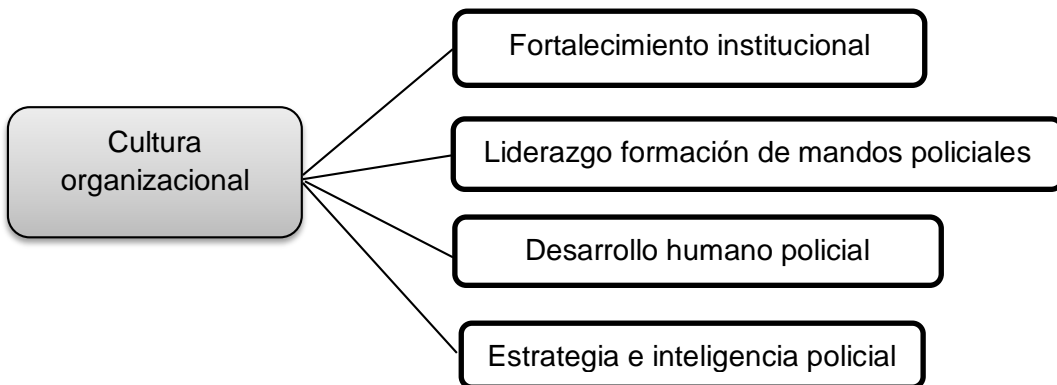 Cultura
organizacional
Fortalecimiento institucional
Liderazgo formación de mandos policiales
Desarrollo humano policial
Estrategia e inteligencia policial